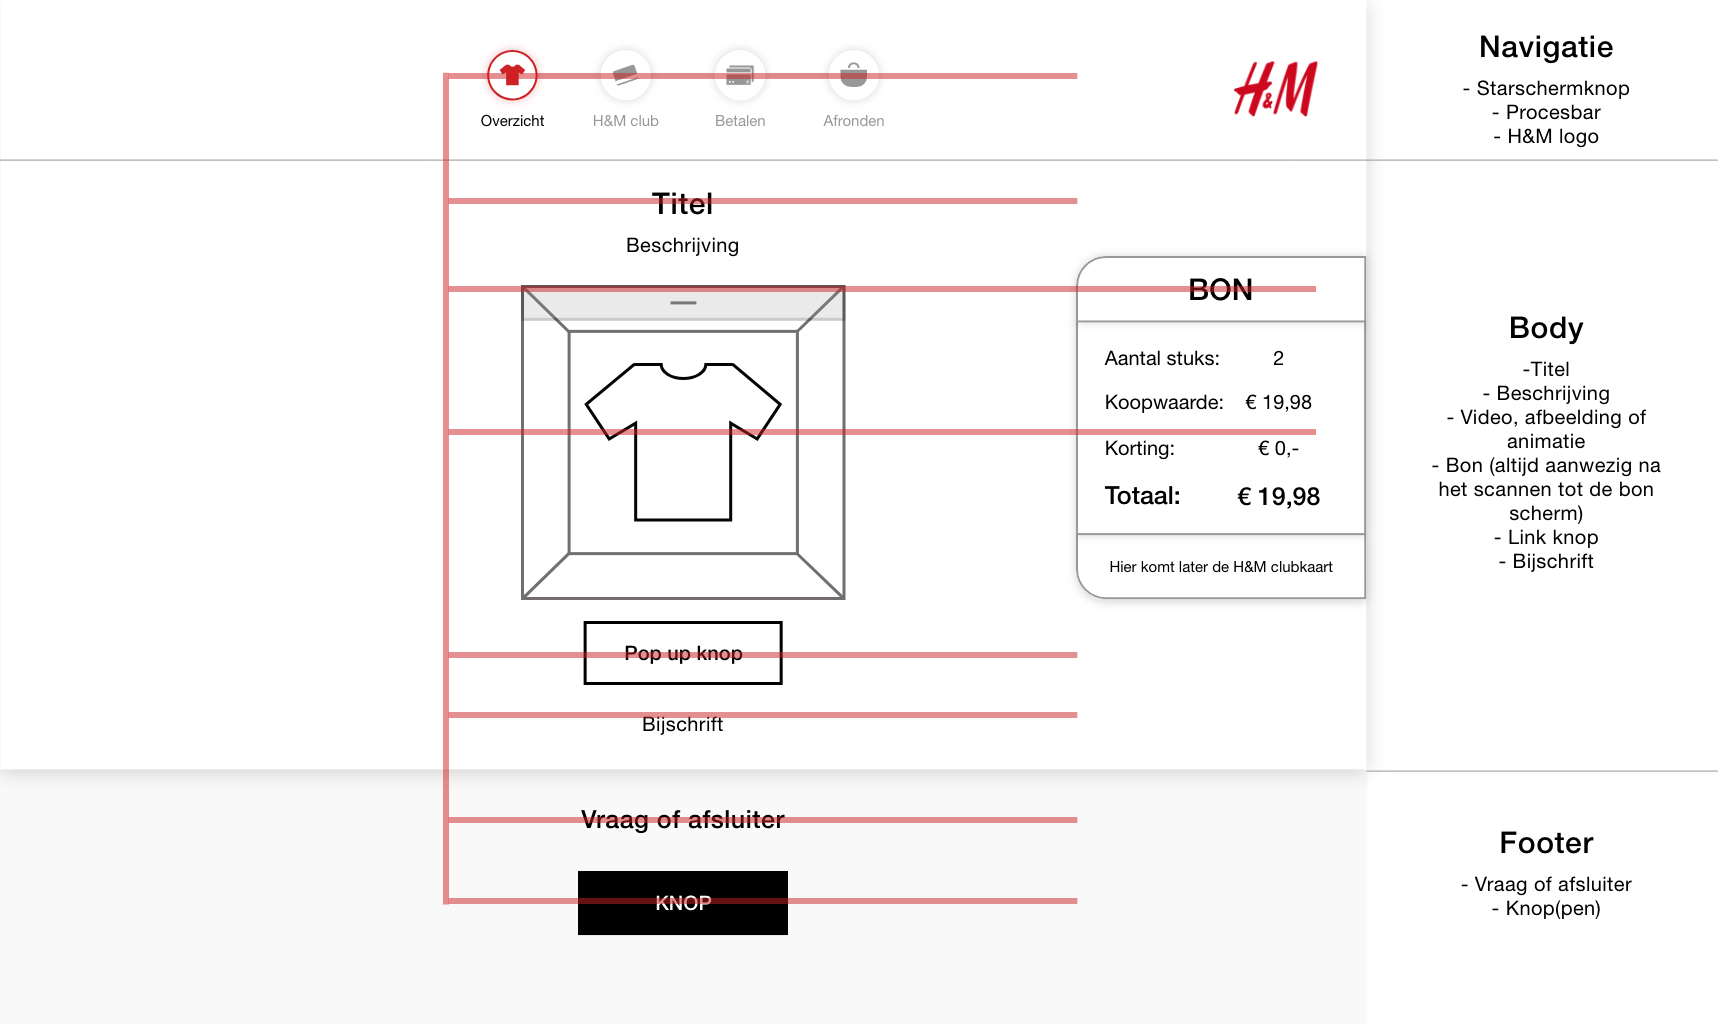 Overzicht
H&M club
Betalen
Afronden
H&M
Titel
Beschrijving
BON
Aantal stuks: 2
Koopwaarde: € 19,98
Korting: € 0,-
Totaal: € 19,98
Hier komt later de H&M clubkaart
Pop up knop
Bijschrift
Vraag of afsluiter
KNOP
Navigatie
- Starschermknop
- Procesbar
- H&M logo
Body
-Titel
- Beschrijving
- Video, afbeelding of
animatie
- Bon (altijd aanwezig na
het scannen tot de bon
scherm)
- Link knop
- Bijschrift
Footer
- Vraag of afsluiter
- Knop(pen)